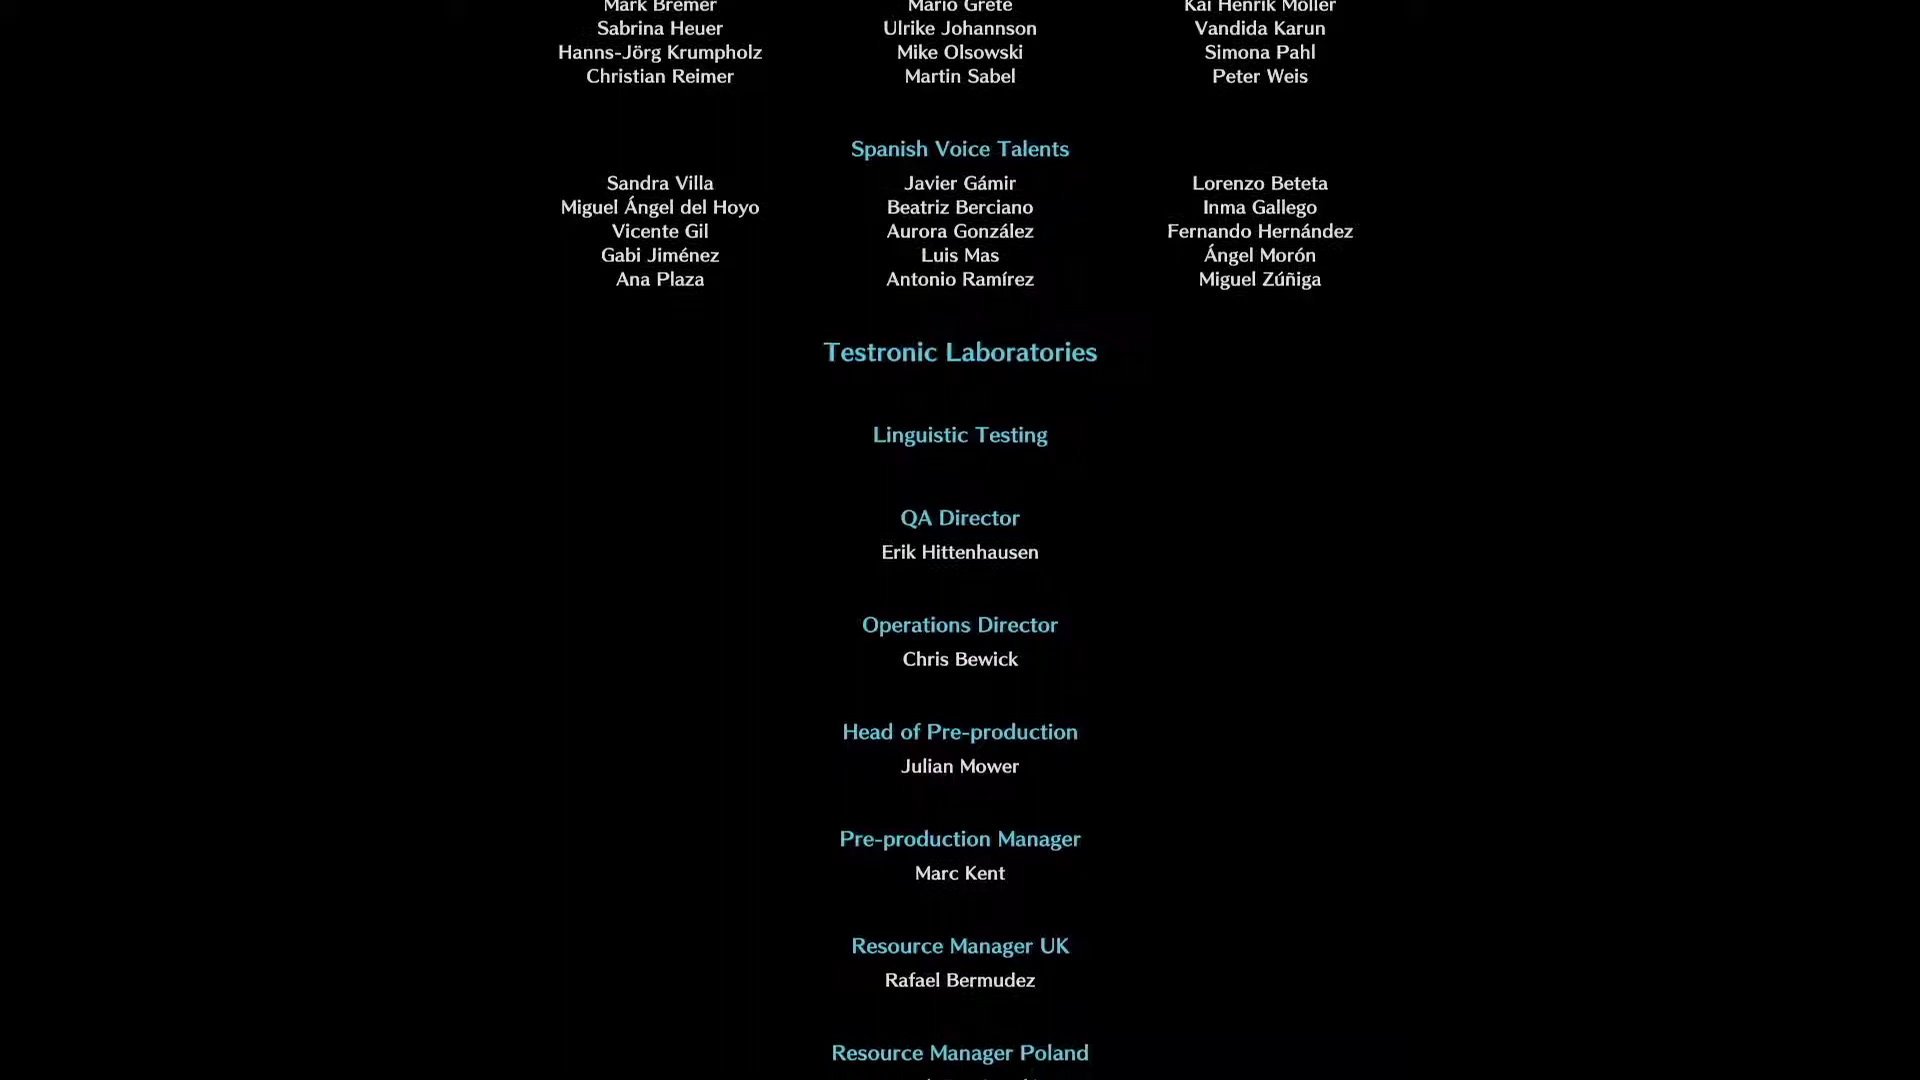 Mark Bremer Mario Grete Kai Henrik Möller
Sabrina Heuer Ulrike Johannson Vandida Karun
Hanns-Jörg Krumpholz Mike Olsowski Simona Pahl
Christian Reimer Martin Sabel Peter Weis
Spanish Voice Talents
Sandra Villa Javier Gámir Lorenzo Beteta
Miguel Ángel del Hoyo Beatriz Berciano Inma Gallego
Vicente Gil Aurora González Fernando Hernández
Gabi Jiménez Luis Mas Ángel Morón
Ana Plaza Antonio Ramírez Miguel Zúñiga
Testronic Laboratories
Linguistic Testing
QA Director
Erik Hittenhausen
Operations Director
Chris Bewick
Head of Pre-production
Julian Mower
Pre-production Manager
Marc Kent
Resource Manager UK
Rafael Bermudez
Resource Manager Poland